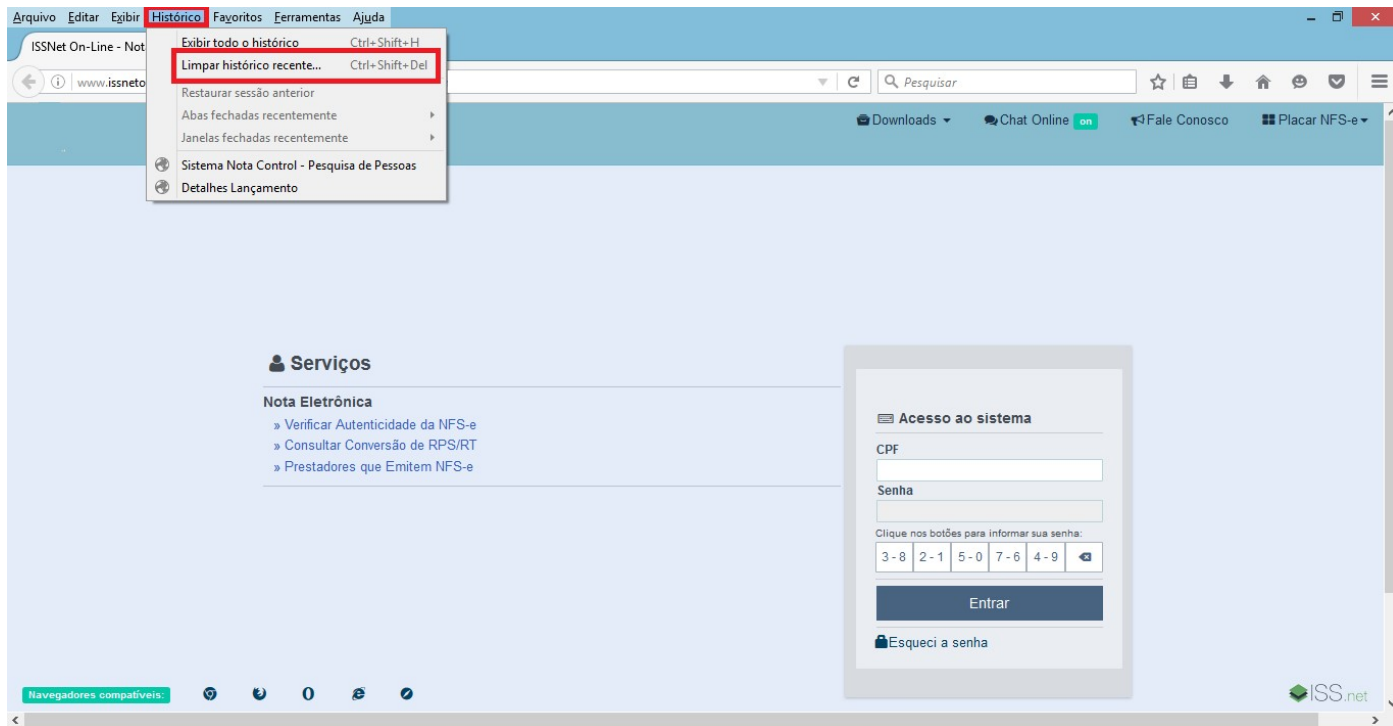 Arquivo Editar Exibir Histórico Favoritos Ferramentas Ajuda
ISSNet On-Line - Not
Exibir todo o histórico Ctrl+Shift+H
Limpar histórico recente... Ctrl+Shift+Del
Restaurar sessão anterior
Abas fechadas recentemente
Janelas fechadas recentemente
Sistema Nota Control - Pesquisa de Pessoas
Detalhes Lançamento
www.issneto
Pesquisar
Downloads Chat Online on Fale Conosco Placar NFS-e
Serviços
Nota Eletrônica
» Verificar Autenticidade da NFS-e
» Consultar Conversão de RPS/RT
» Prestadores que Emitem NFS-e
Acesso ao sistema
CPF
Senha
Clique nos botões para informar sua senha:
3 - 8 2 - 1 5 - 0 7 - 6 4 - 9
Entrar
Esqueci a senha
Navegadores compatíveis:
ISS.net